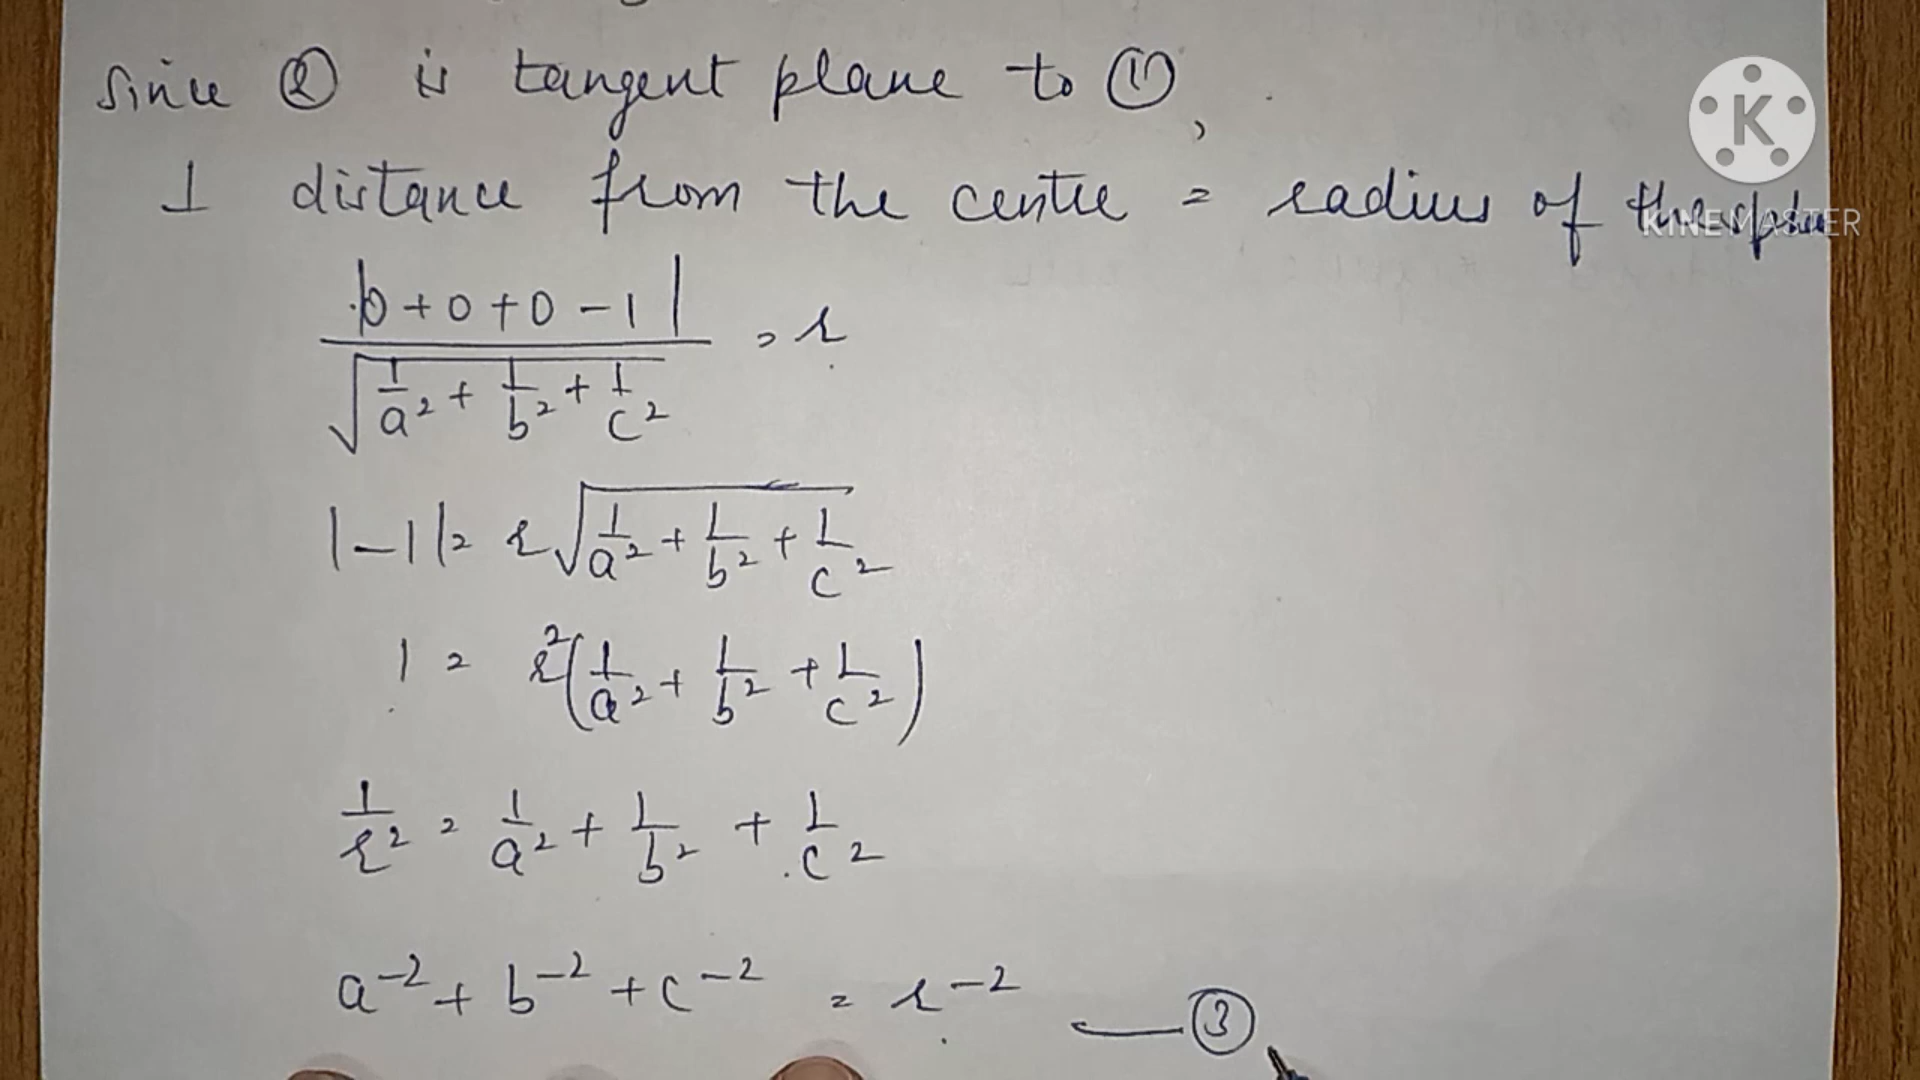 Since ② is tangent plane to ①,
⊥ distance from the centre = radius of the sphere
|0+0+0-1| / √(1/a² + 1/b² + 1/c²) = r
|-1| = r√(1/a² + 1/b² + 1/c²)
1 = r²(1/a² + 1/b² + 1/c²)
1/r² = 1/a² + 1/b² + 1/c²
a⁻² + b⁻² + c⁻² = r⁻² — ③
K
KINEMASTER